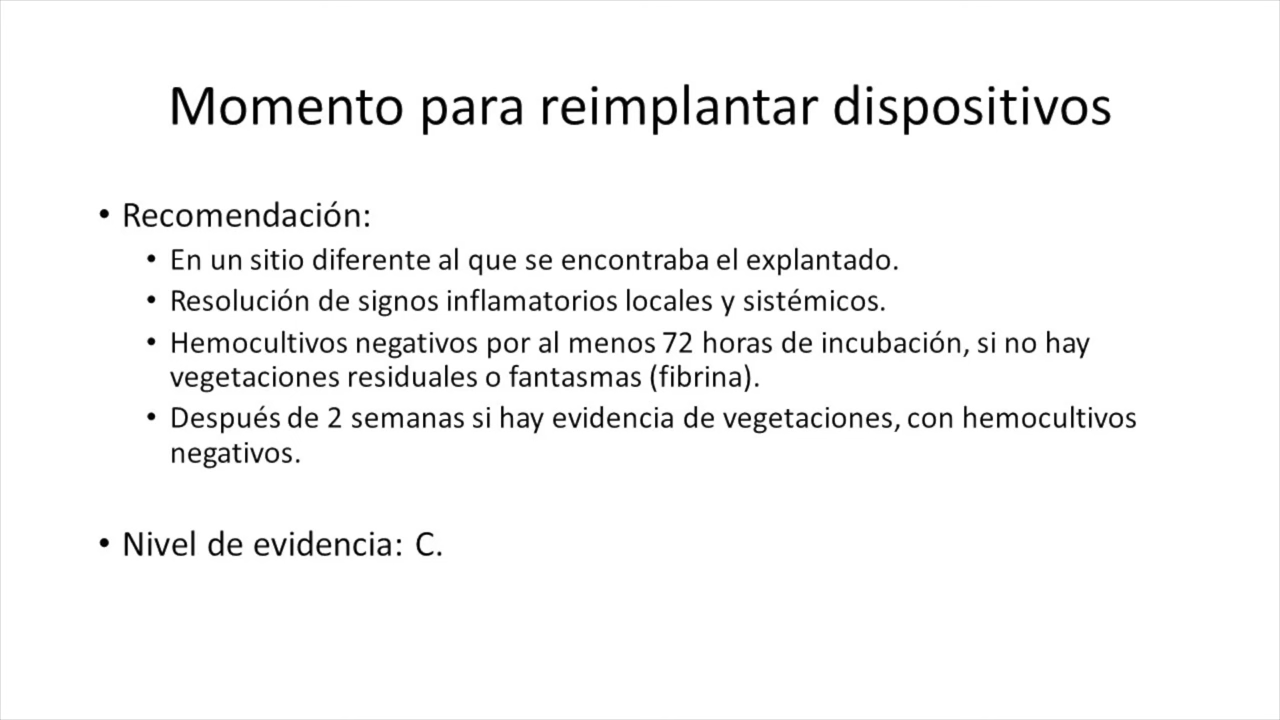 Momento para reimplantar dispositivos
• Recomendación:
• En un sitio diferente al que se encontraba el explantado.
• Resolución de signos inflamatorios locales y sistémicos.
• Hemocultivos negativos por al menos 72 horas de incubación, si no hay
vegetaciones residuales o fantasmas (fibrina).
• Después de 2 semanas si hay evidencia de vegetaciones, con hemocultivos
negativos.
• Nivel de evidencia: C.